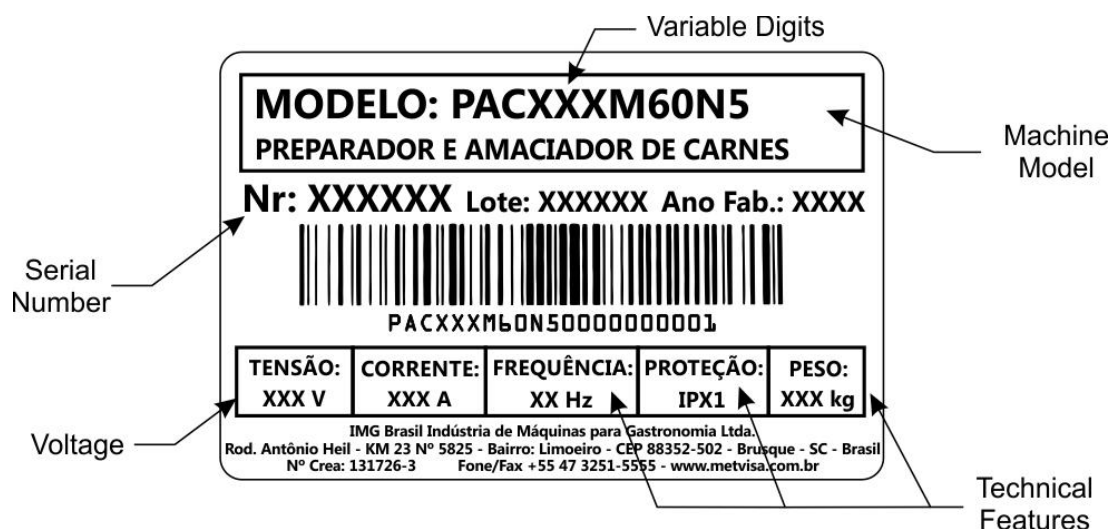 Variable Digits
MODELO: PACXXXM60N5
PREPARADOR E AMACIADOR DE CARNES
Machine
Model
Nr: XXXXXX Lote: XXXXXX Ano Fab.: XXXX
Serial
Number
PACXXXM60N50000000001
TENSÃO: CORRENTE: FREQUÊNCIA: PROTEÇÃO: PESO:
XXX V XXX A XX Hz IPX1 XXX kg
Voltage
IMG Brasil Indústria de Máquinas para Gastronomia Ltda.
Rod. Antônio Heil - KM 23 Nº 5825 - Bairro: Limoeiro - CEP 88352-502 - Brusque - SC - Brasil
Nº Crea: 131726-3 Fone/Fax +55 47 3251-5555 - www.metvisa.com.br
Technical
Features